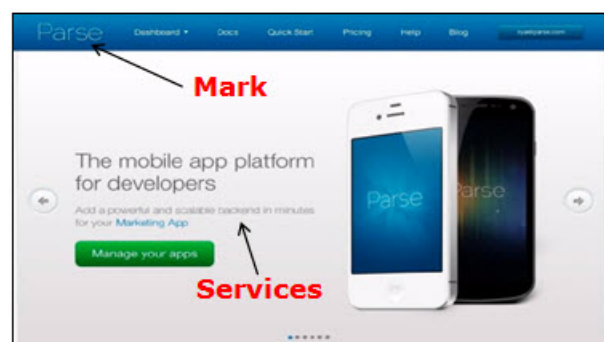 Parse Dashboard Docs Quick Start Pricing Help Blog
Mark
The mobile app platform
for developers
Add a powerful and scalable backend in minutes
for your Marketing App
Manage your apps
Services
Parse
Parse